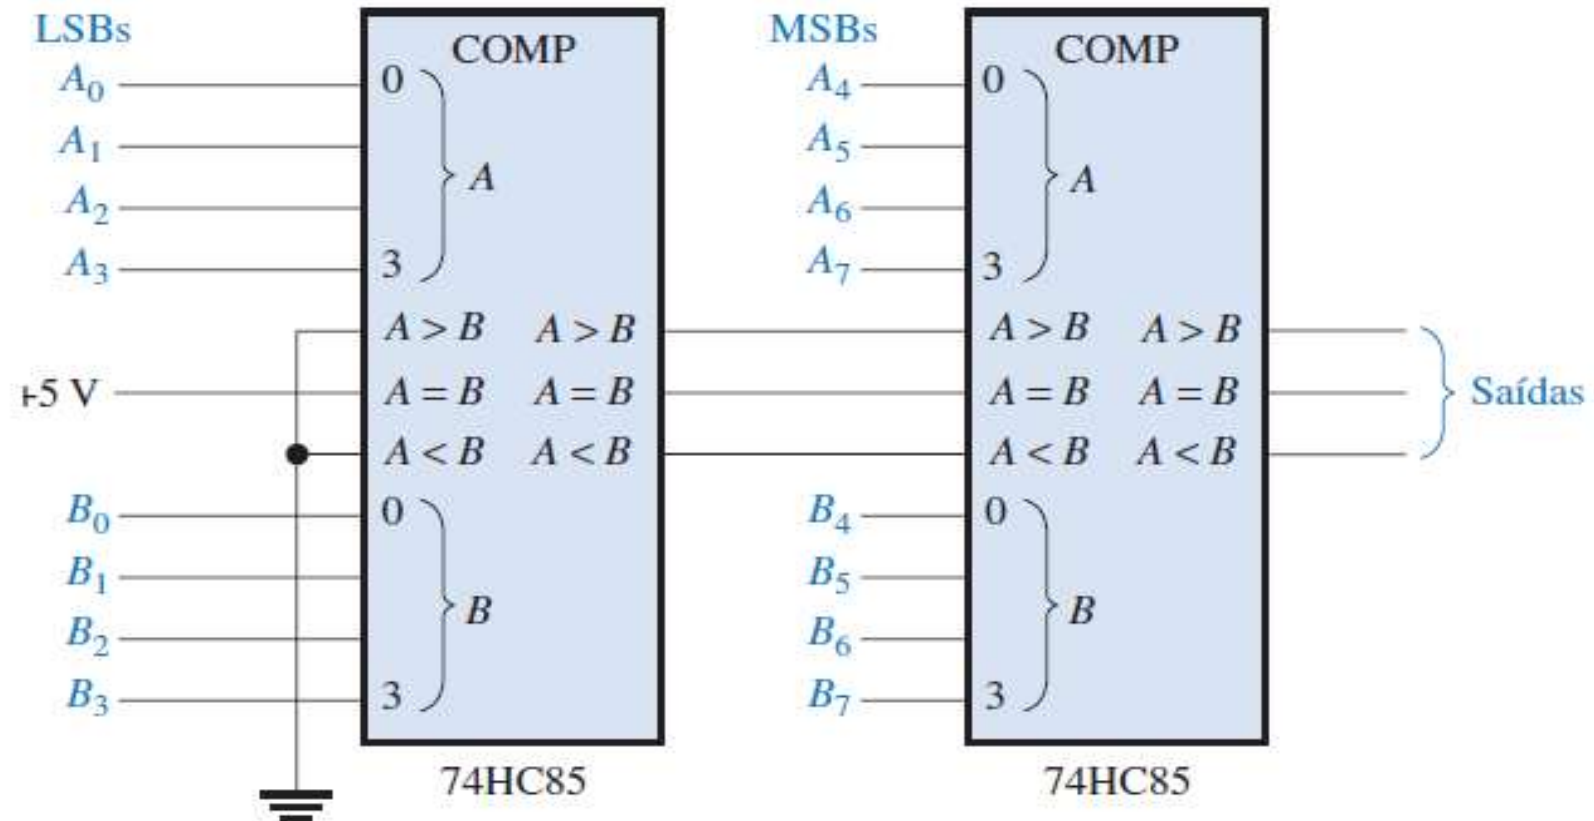 LSBs
A0
A1
A2
A3
+5 V
B0
B1
B2
B3
COMP
0
A
3
A > B A > B
A = B A = B
A < B A < B
0
B
3
74HC85
MSBs
A4
A5
A6
A7
B4
B5
B6
B7
COMP
0
A
3
A > B A > B
A = B A = B
A < B A < B
0
B
3
74HC85
Saídas